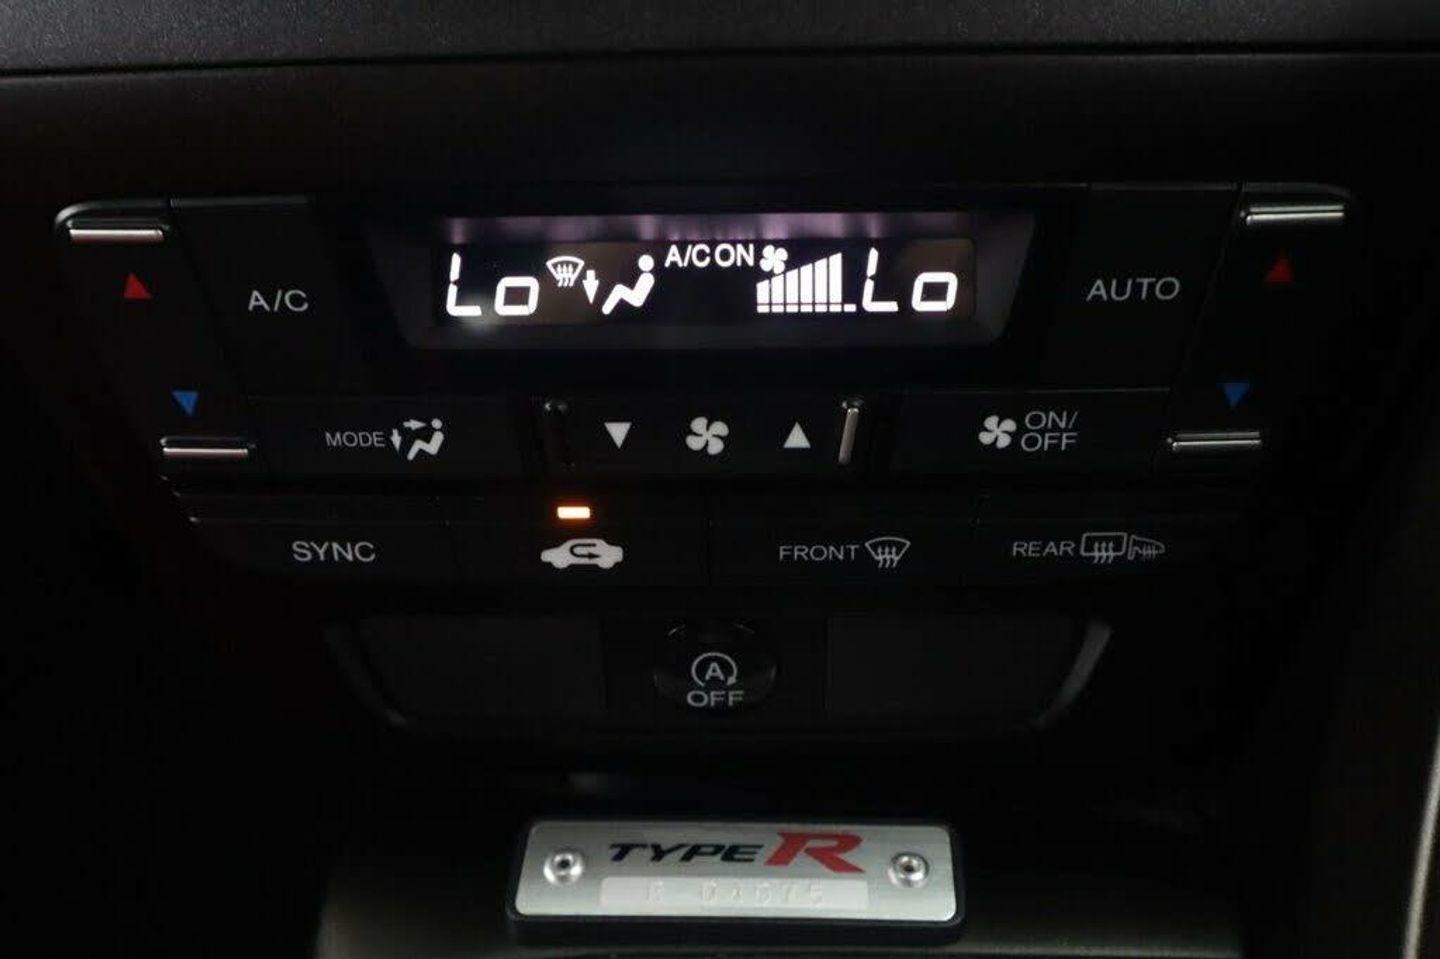 Lo A/C ON Lo
A/C
AUTO
MODE
ON/
OFF
SYNC
FRONT
REAR
A
OFF
TYPE R